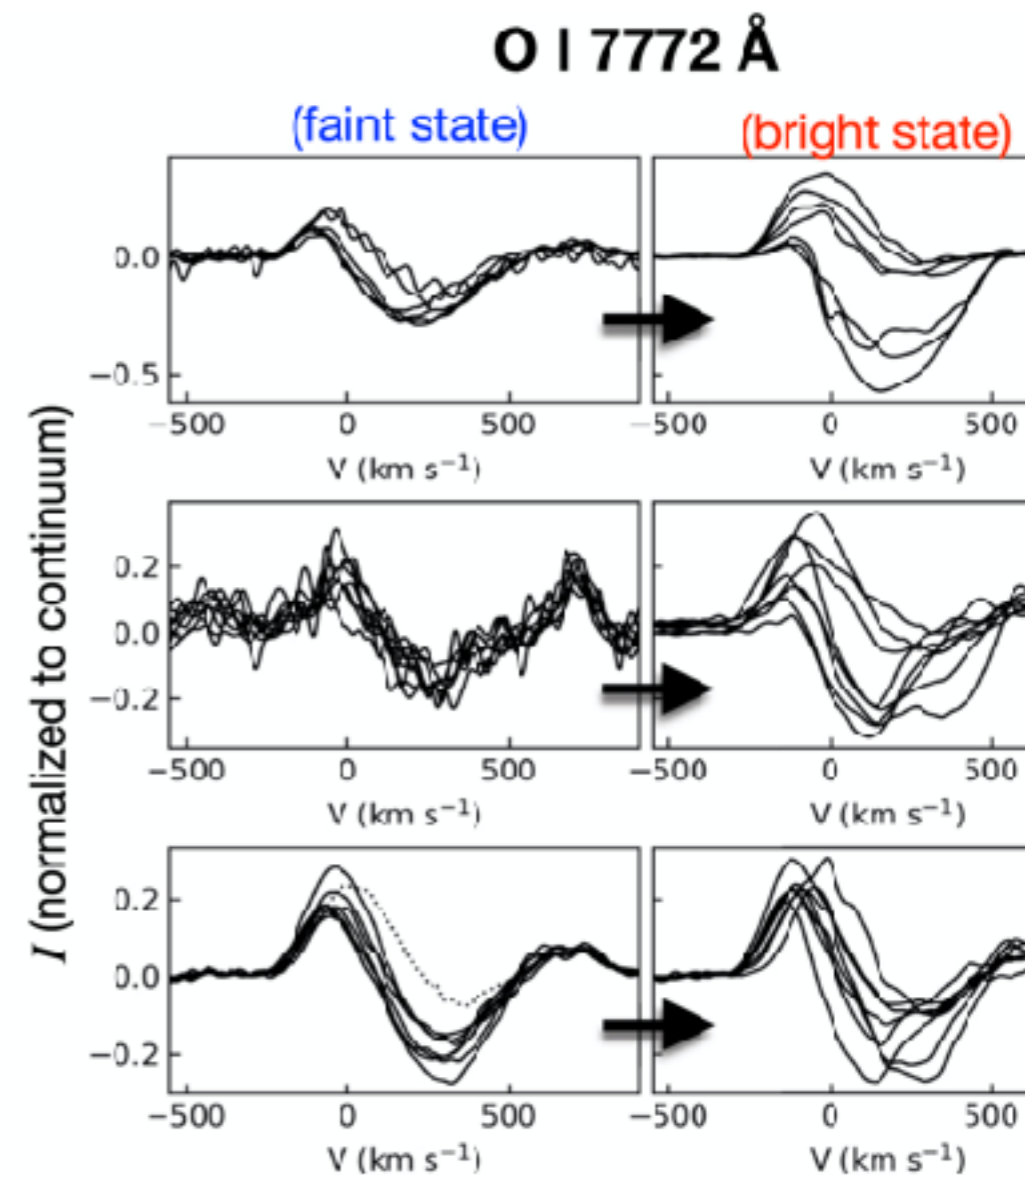 O I 7772 Å
(faint state)
(bright state)
I (normalized to continuum)
0.0
−0.5
−500 0 500
−500 0 500
V (km s⁻¹)
V (km s⁻¹)
0.2
0.0
−0.2
−500 0 500
−500 0 500
V (km s⁻¹)
V (km s⁻¹)
0.2
0.0
−0.2
−500 0 500
−500 0 500
V (km s⁻¹)
V (km s⁻¹)